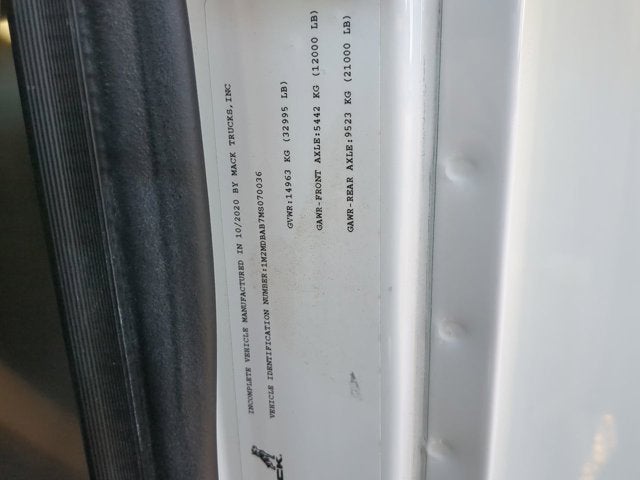 INCOMPLETE VEHICLE MANUFACTURED IN 10/2020 BY MACK TRUCKS,INC
VEHICLE IDENTIFICATION NUMBER:1M2MDBAB7MS070036
GVWR:14963 KG (32995 LB)
GAWR-FRONT AXLE:5442 KG (12000 LB)
GAWR-REAR AXLE:9523 KG (21000 LB)
CK.